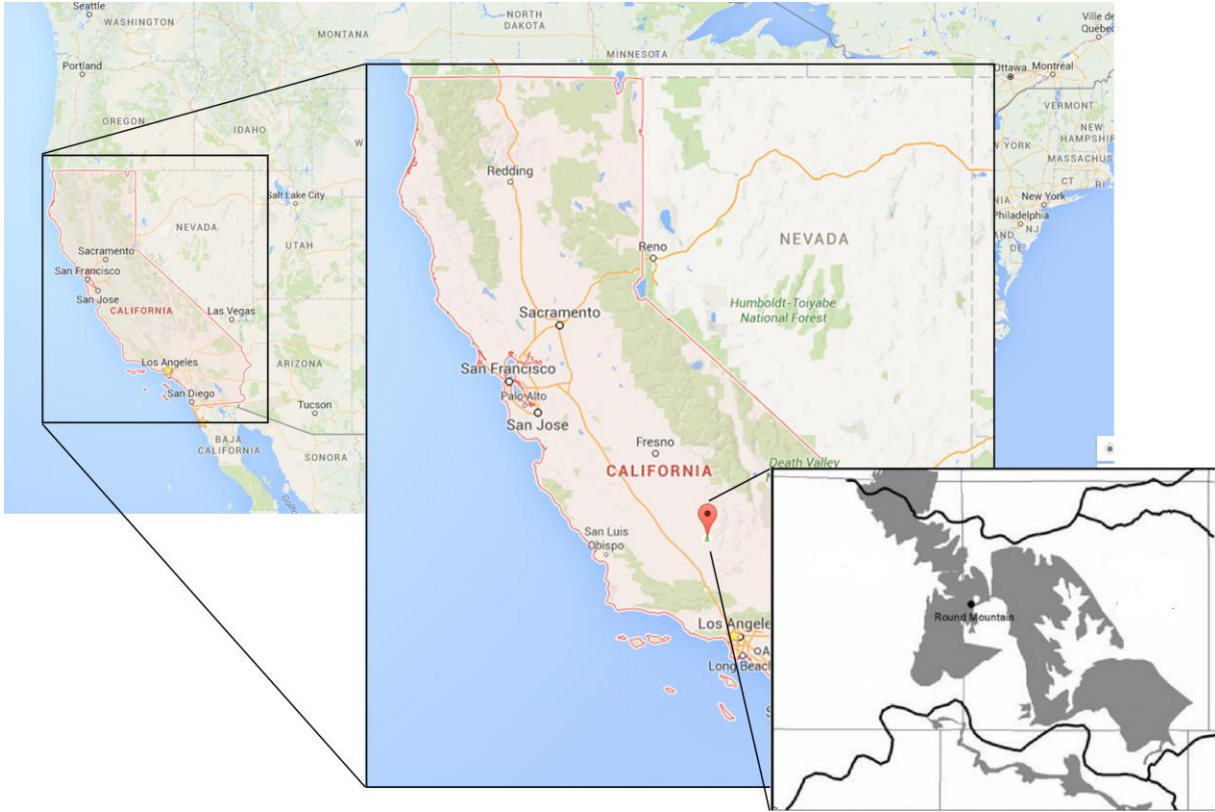 Seattle
WASHINGTON
MONTANA
NORTH
DAKOTA
MINNESOTA
Ville de
Québec
Portland
OREGON
IDAHO
Ottawa
Montreal
VERMONT
NEW
HAMPSHIR
MASSACHUS
CT
RI
New York
Philadelphia
NJ
DE
Salt Lake City
NEVADA
UTAH
Sacramento
San Francisco
San Jose
CALIFORNIA
Las Vegas
Los Angeles
ARIZONA
San Diego
Tucson
BAJA
CALIFORNIA
SONORA
Redding
Reno
NEVADA
Humboldt-Toiyabe
National Forest
Sacramento
San Francisco
Palo Alto
San Jose
Fresno
CALIFORNIA
Death Valley
San Luis
Obispo
Los Angele
Long Beac
Round Mountain